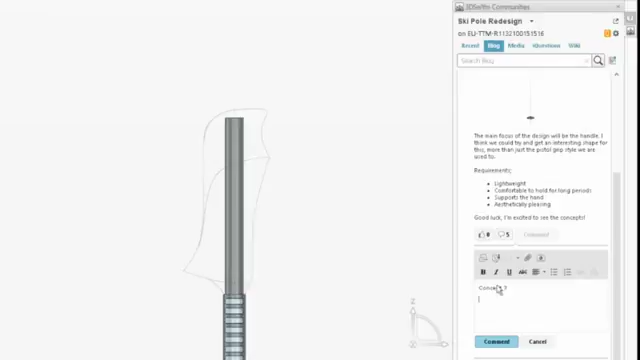 3DSwYm Communities
Ski Pole Redesign
on EU-TTM-R1132100151516
Recent Blog Media iQuestions Wiki
Search Blog
The main focus of the design will be the handle. I
think we could try and get an interesting shape for
this, more than just the pistol grip style we are
used to.
Requirements:
Lightweight
Comfortable to hold for long periods
Supports the hand
Aesthetically pleasing
Good luck, I'm excited to see the concepts!
5 Comment
B I U ABC
Comment Cancel
Z